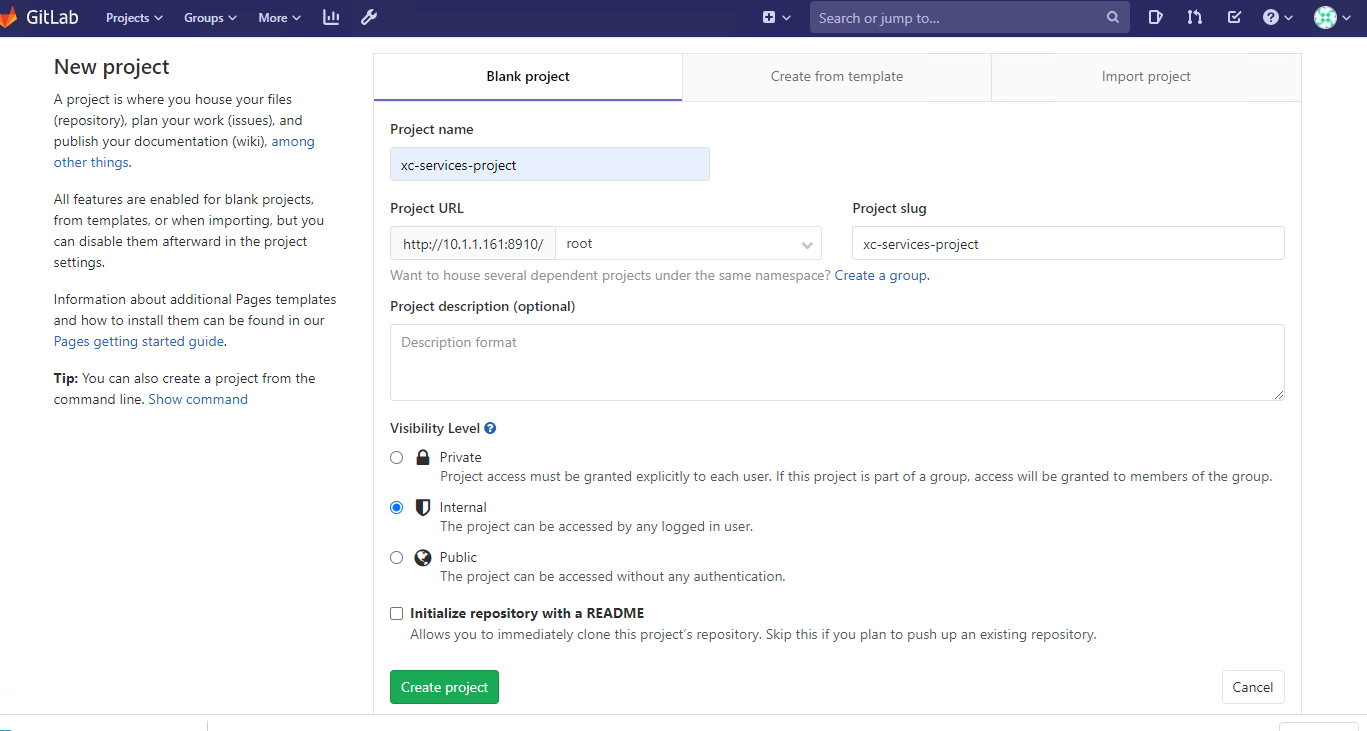 GitLab Projects Groups More Search or jump to...
New project
A project is where you house your files
(repository), plan your work (issues), and
publish your documentation (wiki), among
other things.
All features are enabled for blank projects,
from templates, or when importing, but you
can disable them afterward in the project
settings.
Information about additional Pages templates
and how to install them can be found in our
Pages getting started guide.
Tip: You can also create a project from the
command line. Show command
Blank project Create from template Import project
Project name
xc-services-project
Project URL Project slug
http://10.1.1.161:8910/ root xc-services-project
Want to house several dependent projects under the same namespace? Create a group.
Project description (optional)
Description format
Visibility Level
Private
Project access must be granted explicitly to each user. If this project is part of a group, access will be granted to members of the group.
Internal
The project can be accessed by any logged in user.
Public
The project can be accessed without any authentication.
Initialize repository with a README
Allows you to immediately clone this project's repository. Skip this if you plan to push up an existing repository.
Create project Cancel